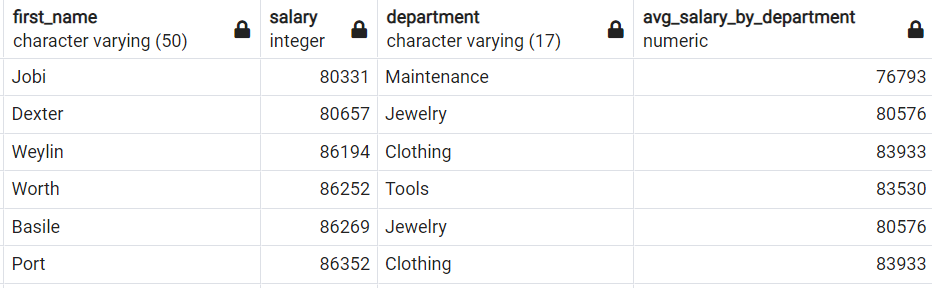 first_name salary department avg_salary_by_department
character varying (50) integer character varying (17) numeric
Jobi 80331 Maintenance 76793
Dexter 80657 Jewelry 80576
Weylin 86194 Clothing 83933
Worth 86252 Tools 83530
Basile 86269 Jewelry 80576
Port 86352 Clothing 83933